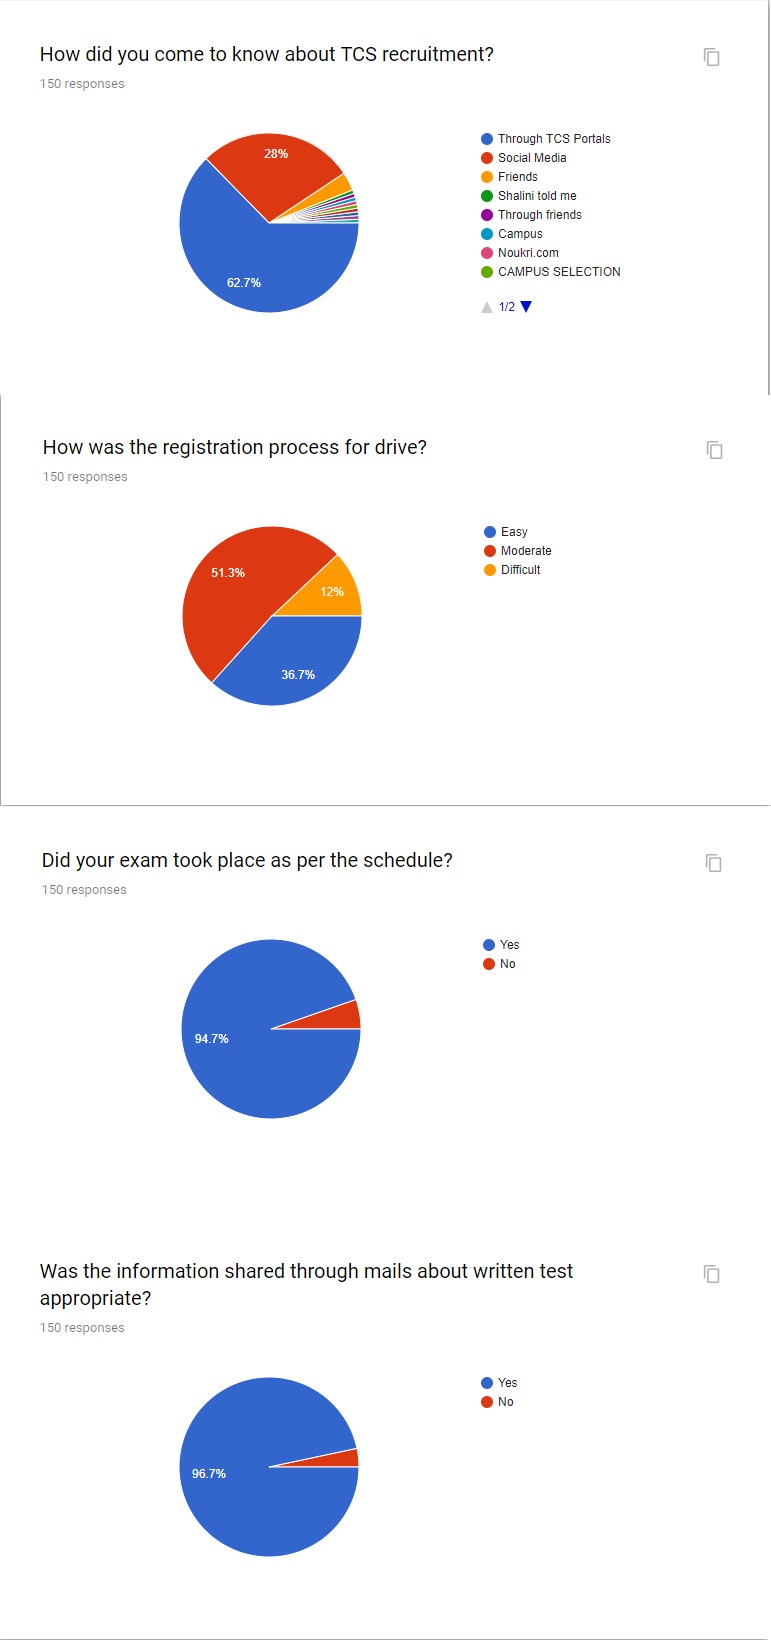 How did you come to know about TCS recruitment?
150 responses
28%
62.7%
Through TCS Portals
Social Media
Friends
Shalini told me
Through friends
Campus
Noukri.com
CAMPUS SELECTION
1/2
How was the registration process for drive?
150 responses
51.3%
12%
36.7%
Easy
Moderate
Difficult
Did your exam took place as per the schedule?
150 responses
94.7%
Yes
No
Was the information shared through mails about written test
appropriate?
150 responses
96.7%
Yes
No